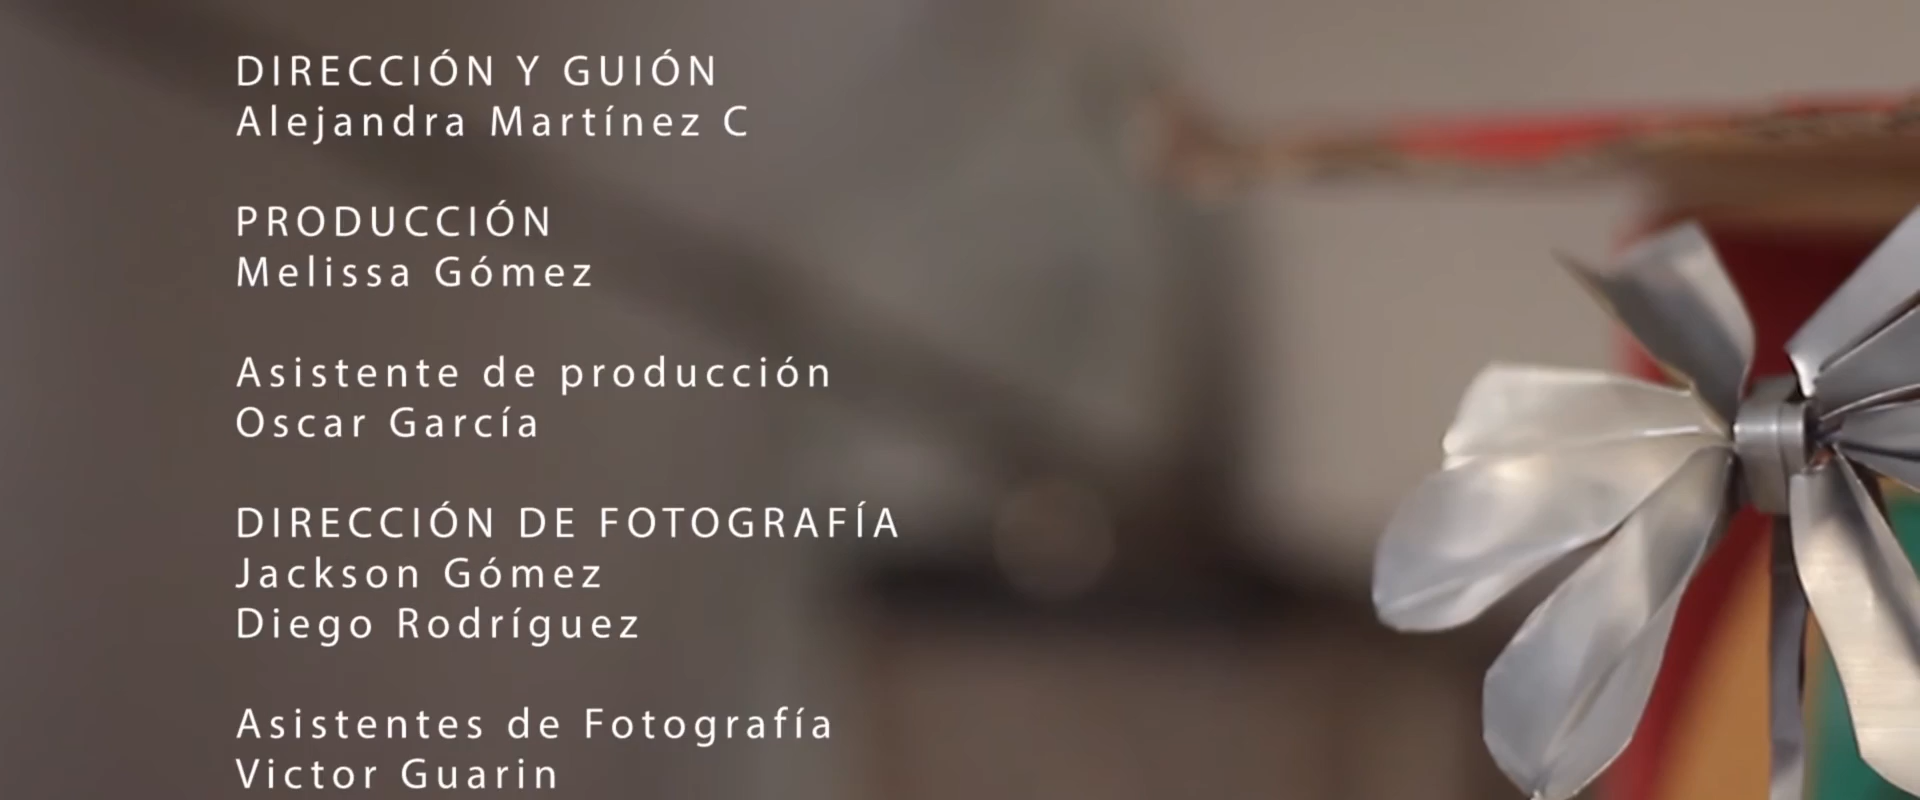 DIRECCIÓN Y GUIÓN
Alejandra Martínez C
PRODUCCIÓN
Melissa Gómez
Asistente de producción
Oscar García
DIRECCIÓN DE FOTOGRAFÍA
Jackson Gómez
Diego Rodríguez
Asistentes de Fotografía
Victor Guarin